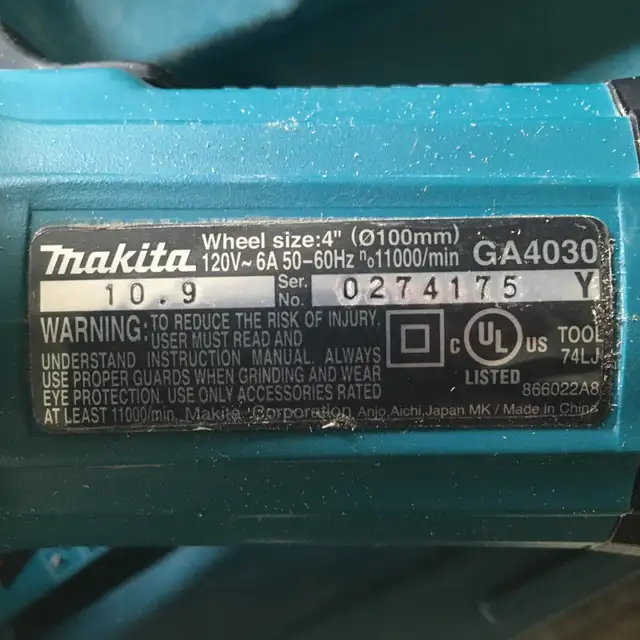 makita Wheel size:4" (Ø100mm) GA4030
120V~ 6A 50-60Hz n₀11000/min
10.9 Ser. No. 0274175 Y
WARNING: TO REDUCE THE RISK OF INJURY,
USER MUST READ AND
UNDERSTAND INSTRUCTION MANUAL. ALWAYS
USE PROPER GUARDS WHEN GRINDING AND WEAR
EYE PROTECTION. USE ONLY ACCESSORIES RATED
AT LEAST 11000/min. Makita Corporation Anjo,Aichi,Japan MK / Made in China
C UL US
LISTED
TOOL
74LJ
866022A8